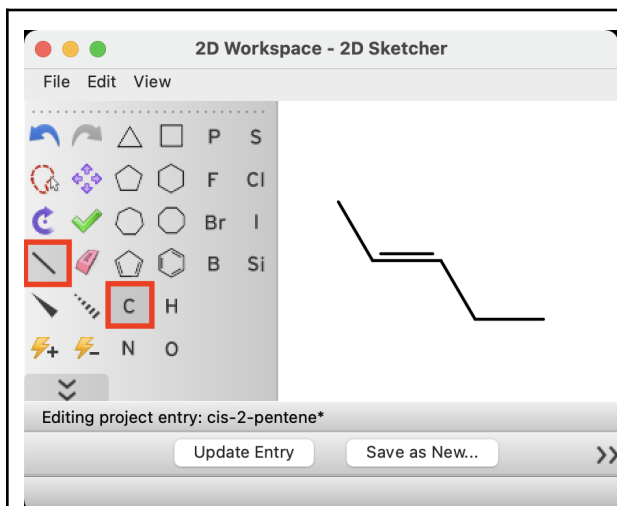 2D Workspace - 2D Sketcher
File Edit View
P S
F Cl
Br I
B Si
C H
N O
Editing project entry: cis-2-pentene*
Update Entry Save as New...